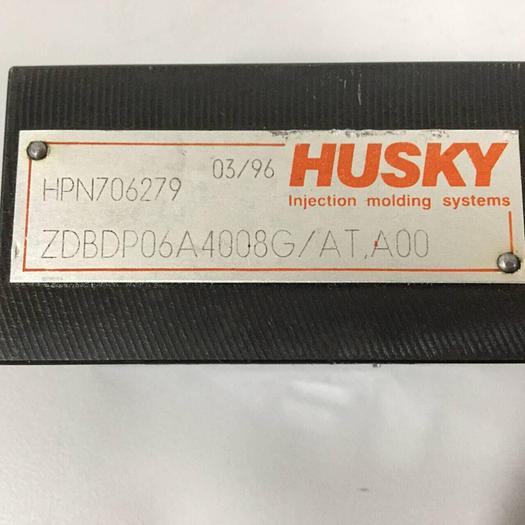 HPN706279 03/96 HUSKY
Injection molding systems
ZDBDP06A4008G/AT,A00